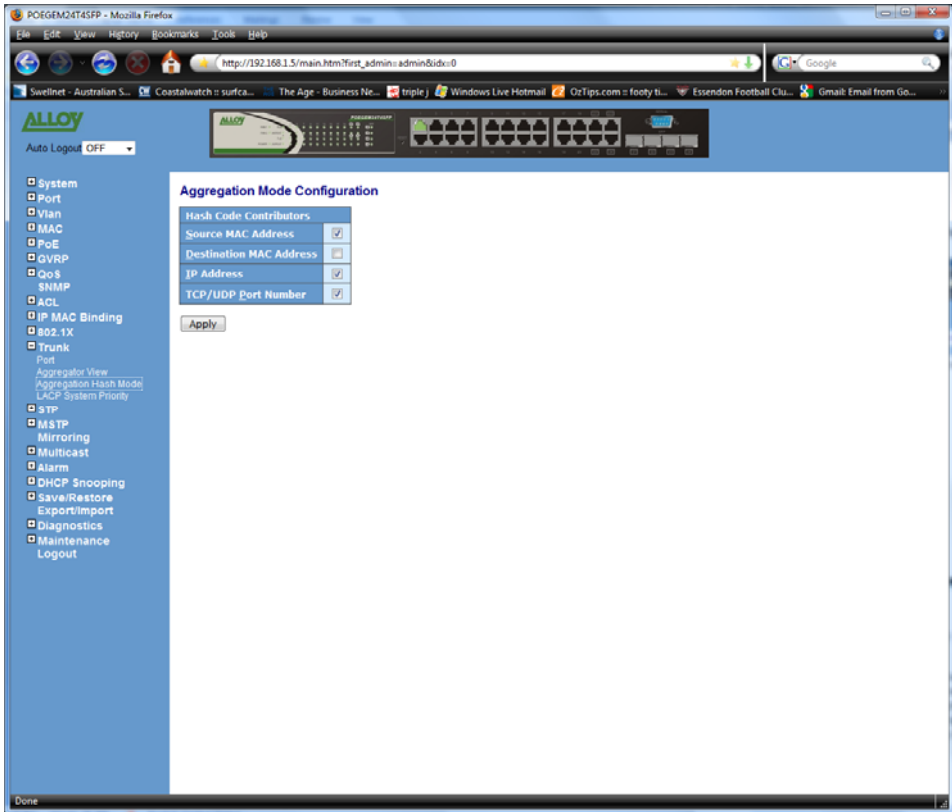 POEGEM24T4SFP - Mozilla Firefox
File Edit View History Bookmarks Tools Help
http://192.168.1.5/main.htm?first_admin=admin&idx=0
Google
Swellnet - Australian S... Coastalwatch :: surfca... The Age - Business Ne... triple j Windows Live Hotmail OzTips.com :: footy ti... Essendon Football Clu... Gmail: Email from Go...
ALLOY
Auto Logout OFF
ALLOY
System
Port
Vlan
MAC
PoE
GVRP
QoS
SNMP
ACL
IP MAC Binding
802.1X
Trunk
Port
Aggregator View
Aggregation Hash Mode
LACP System Priority
STP
MSTP
Mirroring
Multicast
Alarm
DHCP Snooping
Save/Restore
Export/Import
Diagnostics
Maintenance
Logout
Aggregation Mode Configuration
Hash Code Contributors
Source MAC Address
Destination MAC Address
IP Address
TCP/UDP Port Number
Apply
Done